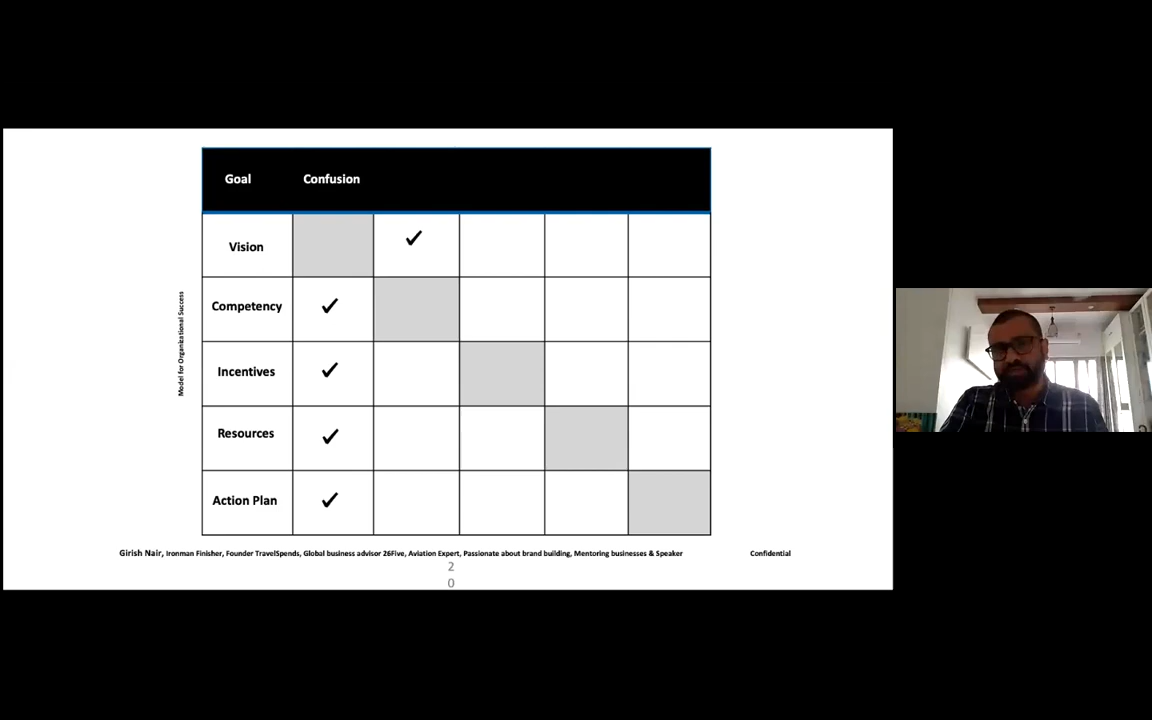 Goal Confusion
Vision ✓
Competency ✓
Incentives ✓
Resources ✓
Action Plan ✓
Model for Organizational Success
Girish Nair, Ironman Finisher, Founder TravelSpends, Global business advisor 26Five, Aviation Expert, Passionate about brand building, Mentoring businesses & Speaker Confidential
2
0